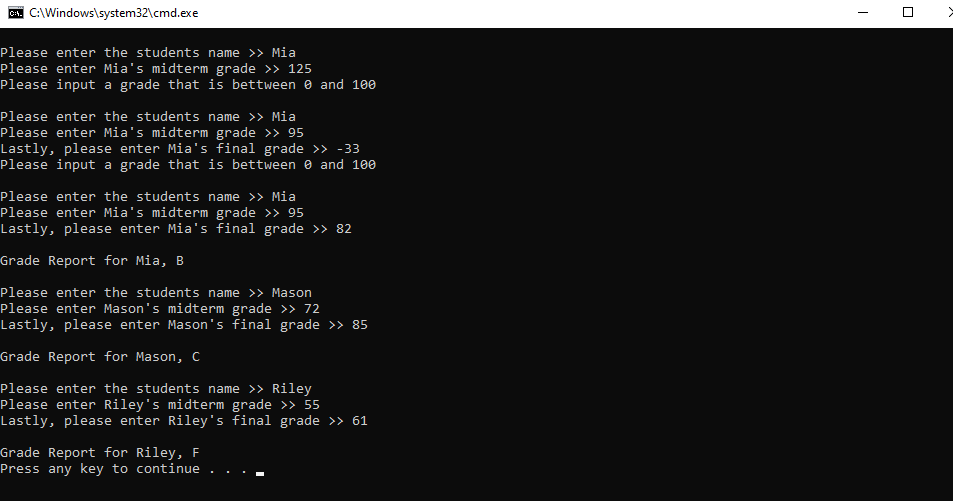 C:\Windows\system32\cmd.exe
Please enter the students name >> Mia
Please enter Mia's midterm grade >> 125
Please input a grade that is bettween 0 and 100
Please enter the students name >> Mia
Please enter Mia's midterm grade >> 95
Lastly, please enter Mia's final grade >> -33
Please input a grade that is bettween 0 and 100
Please enter the students name >> Mia
Please enter Mia's midterm grade >> 95
Lastly, please enter Mia's final grade >> 82
Grade Report for Mia, B
Please enter the students name >> Mason
Please enter Mason's midterm grade >> 72
Lastly, please enter Mason's final grade >> 85
Grade Report for Mason, C
Please enter the students name >> Riley
Please enter Riley's midterm grade >> 55
Lastly, please enter Riley's final grade >> 61
Grade Report for Riley, F
Press any key to continue . . .